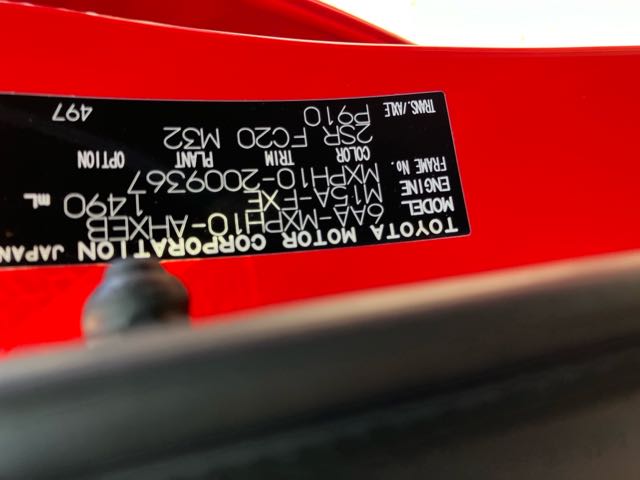 TOYOTA MOTOR CORPORATION JAPAN
MODEL 6AA-MXPH10-AHXEB
ENGINE M15A-FXE 1490 mL
FRAME No. MXPH10-2009367
COLOR TRIM PLANT OPTION
2SR FC20 M32
TRANS./AXLE P910
497